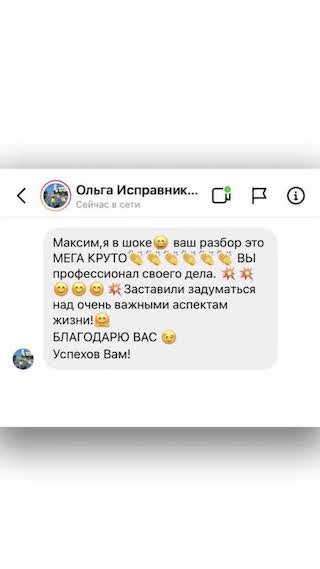 Ольга Исправник...
Сейчас в сети
Максим,я в шоке😄 ваш разбор это
МЕГА КРУТО👏👏👏👏👏👏 ВЫ
профессионал своего дела. 💥💥
😊😊😊 💥Заставили задуматься
над очень важными аспектам
жизни!🤗
БЛАГОДАРЮ ВАС 😉
Успехов Вам!